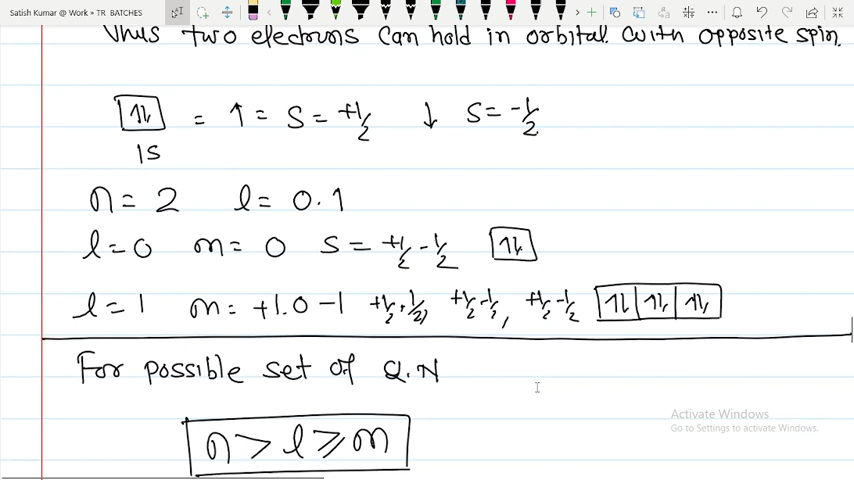 Satish Kumar @ Work » TR BATCHES
Thus two electrons can hold in orbital with opposite spin.
⇅ = ↑ = S = +1/2 ↓ S = -1/2
1S
n = 2 l = 0.1
l = 0 m = 0 S = +1/2 -1/2 ⇅
l = 1 m = +1.0 -1 +1/2, 1/2, +1/2 -1/2, +1/2 -1/2 ⇅ ⇅ ⇅
For possible set of Q.N
n > l ≥ m
Activate Windows
Go to Settings to activate Windows.